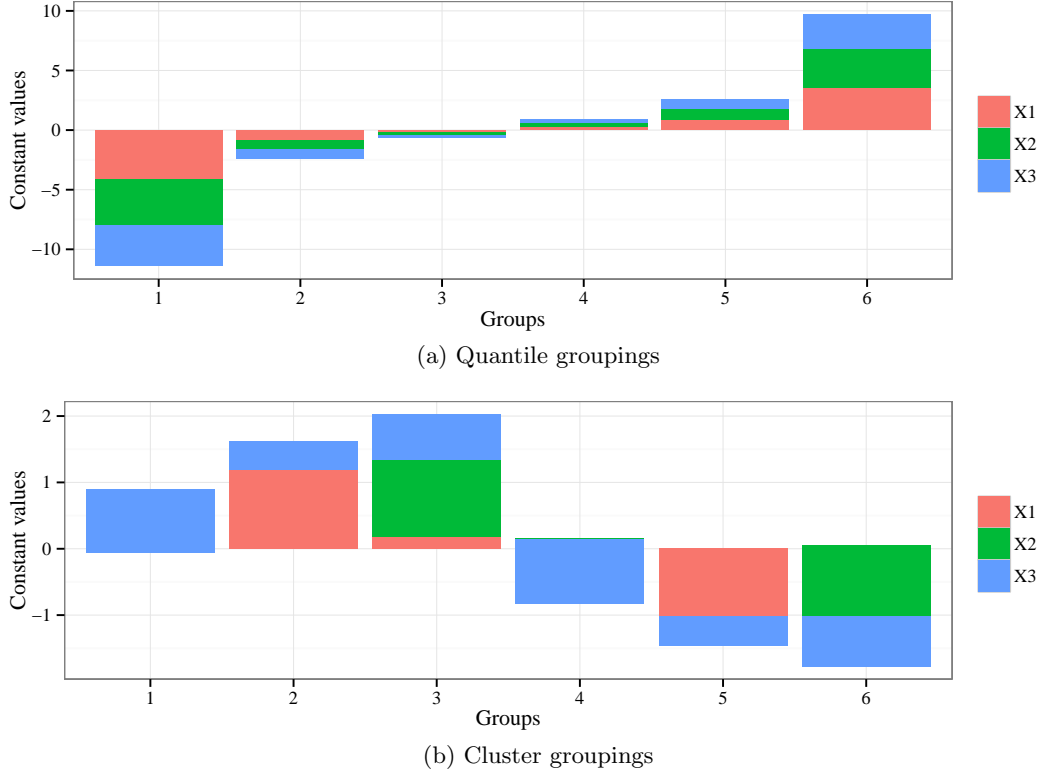 10
5
0
−5
−10
Constant values
1 2 3 4 5 6
Groups
X1
X2
X3
(a) Quantile groupings
2
1
0
−1
Constant values
1 2 3 4 5 6
Groups
X1
X2
X3
(b) Cluster groupings